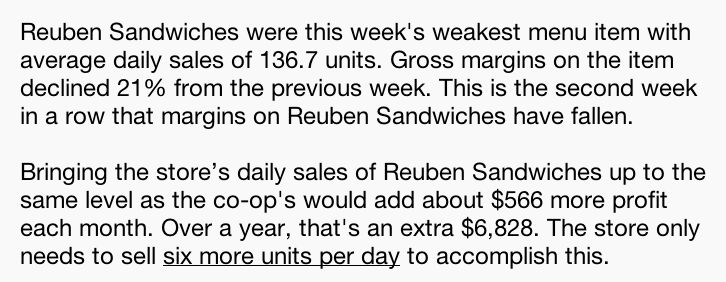 Reuben Sandwiches were this week's weakest menu item with
average daily sales of 136.7 units. Gross margins on the item
declined 21% from the previous week. This is the second week
in a row that margins on Reuben Sandwiches have fallen.
Bringing the store’s daily sales of Reuben Sandwiches up to the
same level as the co-op's would add about $566 more profit
each month. Over a year, that's an extra $6,828. The store only
needs to sell six more units per day to accomplish this.